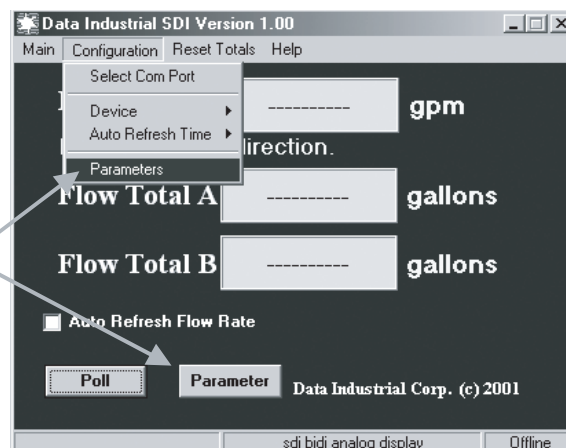 Data Industrial SDI Version 1.00
Main Configuration Reset Totals Help
Select Com Port
Device
---------- gpm
Auto Refresh Time
direction.
Parameters
Flow Total A ---------- gallons
Flow Total B ---------- gallons
Auto Refresh Flow Rate
Poll Parameter Data Industrial Corp. (c) 2001
sdi bidi analog display Offline